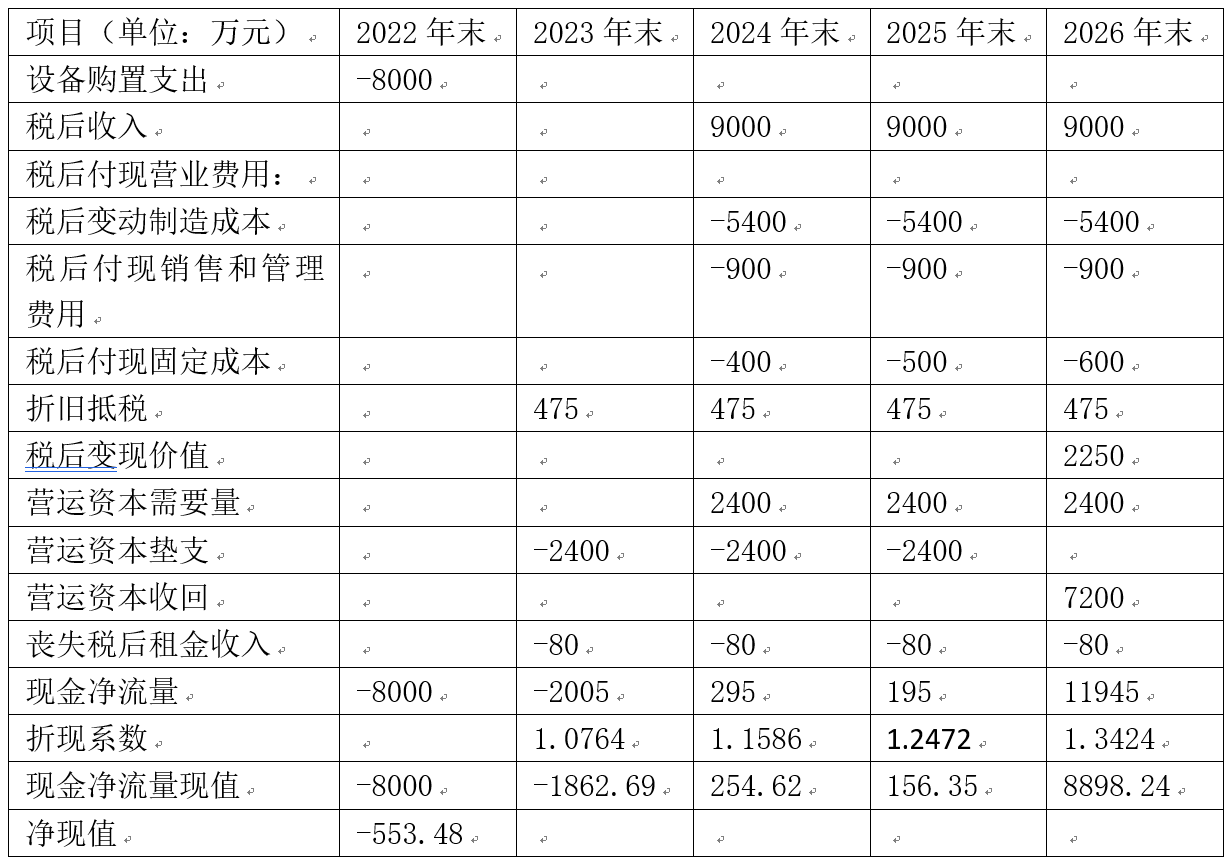 项目（单位：万元） 2022 年末 2023 年末 2024 年末 2025 年末 2026 年末
设备购置支出 -8000
税后收入 9000 9000 9000
税后付现营业费用：
税后变动制造成本 -5400 -5400 -5400
税后付现销售和管理 -900 -900 -900
费用
税后付现固定成本 -400 -500 -600
折旧抵税 475 475 475 475
税后变现价值 2250
营运资本需要量 2400 2400 2400
营运资本垫支 -2400 -2400 -2400
营运资本收回 7200
丧失税后租金收入 -80 -80 -80 -80
现金净流量 -8000 -2005 295 195 11945
折现系数 1.0764 1.1586 1.2472 1.3424
现金净流量现值 -8000 -1862.69 254.62 156.35 8898.24
净现值 -553.48